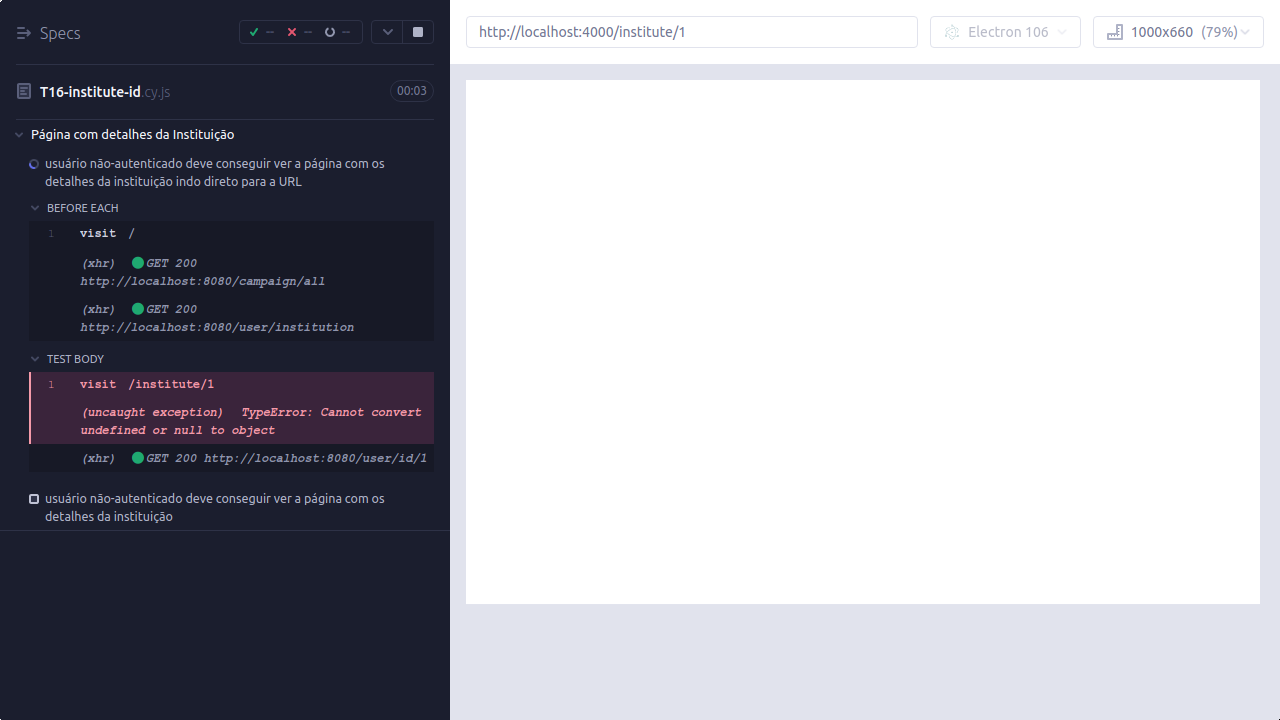 Specs
-- -- --
T16-institute-id.cy.js 00:03
Página com detalhes da Instituição
usuário não-autenticado deve conseguir ver a página com os
detalhes da instituição indo direto para a URL
BEFORE EACH
1 visit /
(xhr) GET 200
http://localhost:8080/campaign/all
(xhr) GET 200
http://localhost:8080/user/institution
TEST BODY
1 visit /institute/1
(uncaught exception) TypeError: Cannot convert
undefined or null to object
(xhr) GET 200 http://localhost:8080/user/id/1
usuário não-autenticado deve conseguir ver a página com os
detalhes da instituição
http://localhost:4000/institute/1
Electron 106
1000x660 (79%)